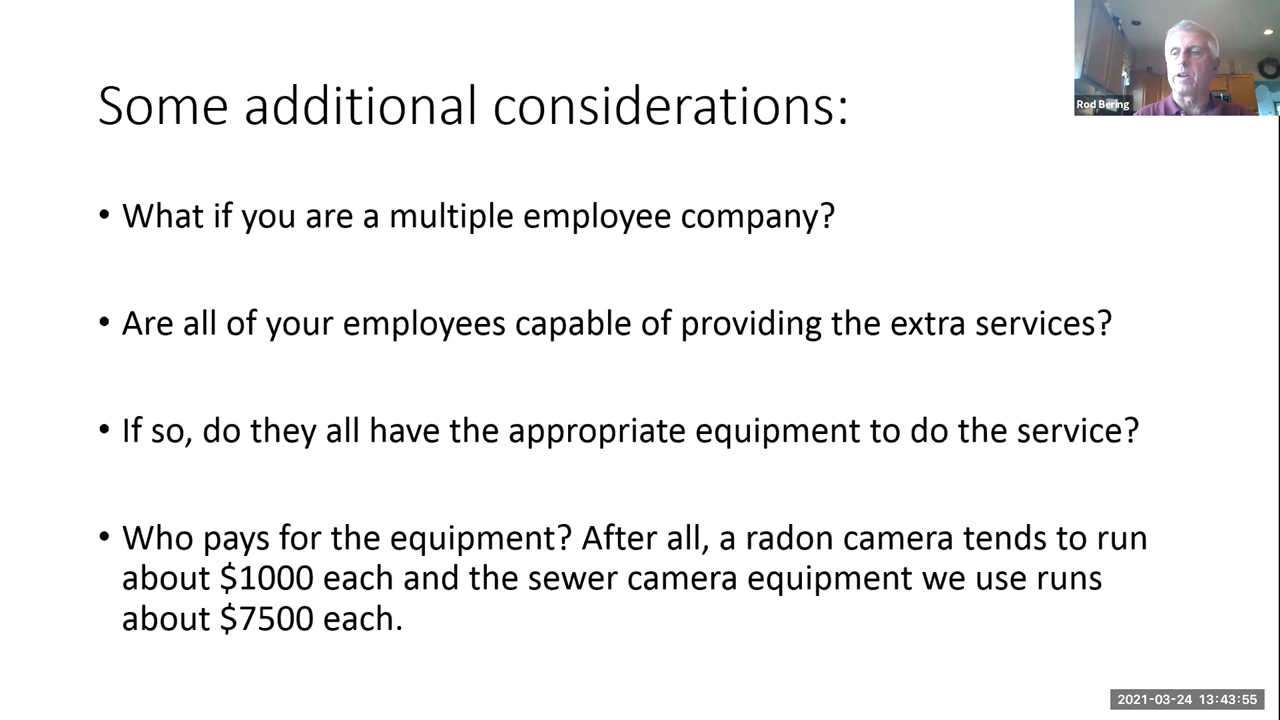 Some additional considerations:
Rod Bering
• What if you are a multiple employee company?
• Are all of your employees capable of providing the extra services?
• If so, do they all have the appropriate equipment to do the service?
• Who pays for the equipment? After all, a radon camera tends to run
about $1000 each and the sewer camera equipment we use runs
about $7500 each.
2021-03-24 13:43:55